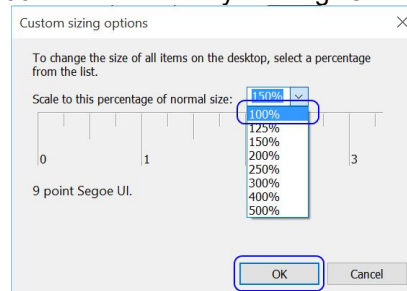 Custom sizing options
To change the size of all items on the desktop, select a percentage
from the list.
Scale to this percentage of normal size: 150%
100%
125%
150%
200%
250%
300%
400%
500%
0 1 3
9 point Segoe UI.
OK Cancel